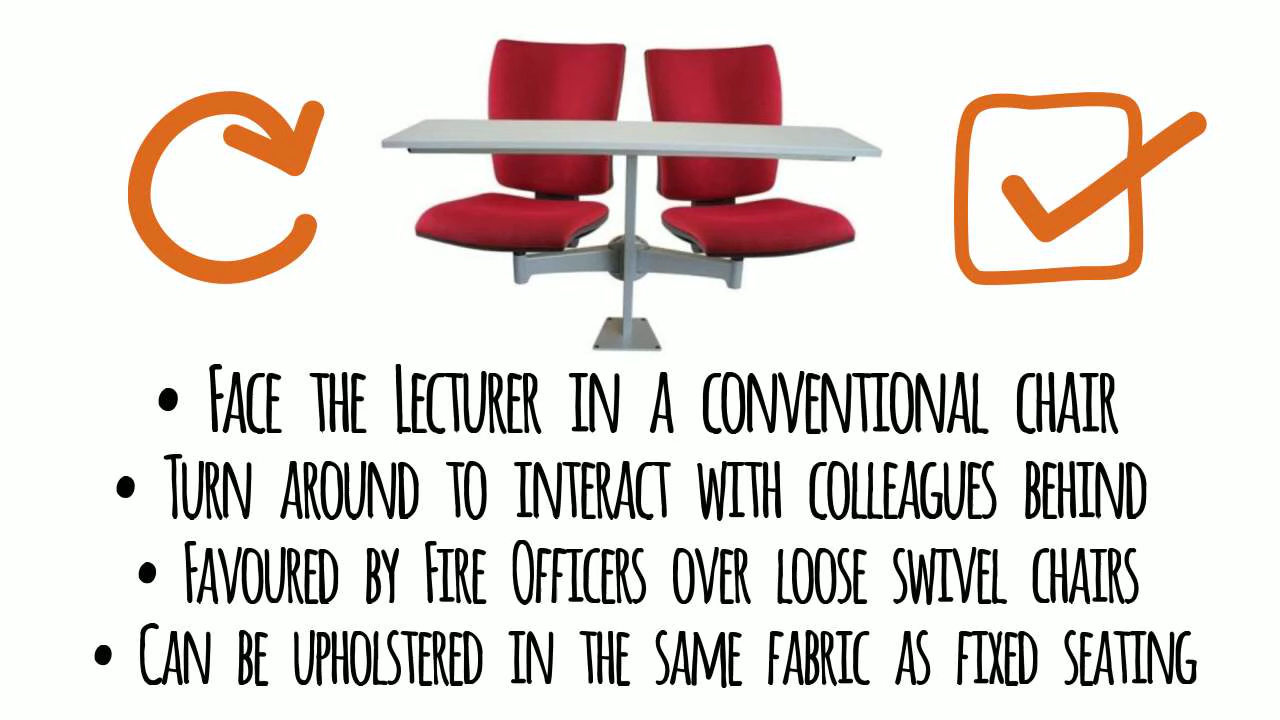 • Face the Lecturer in a conventional chair
• Turn around to interact with colleagues behind
• Favoured by Fire Officers over loose swivel chairs
• Can be upholstered in the same fabric as fixed seating